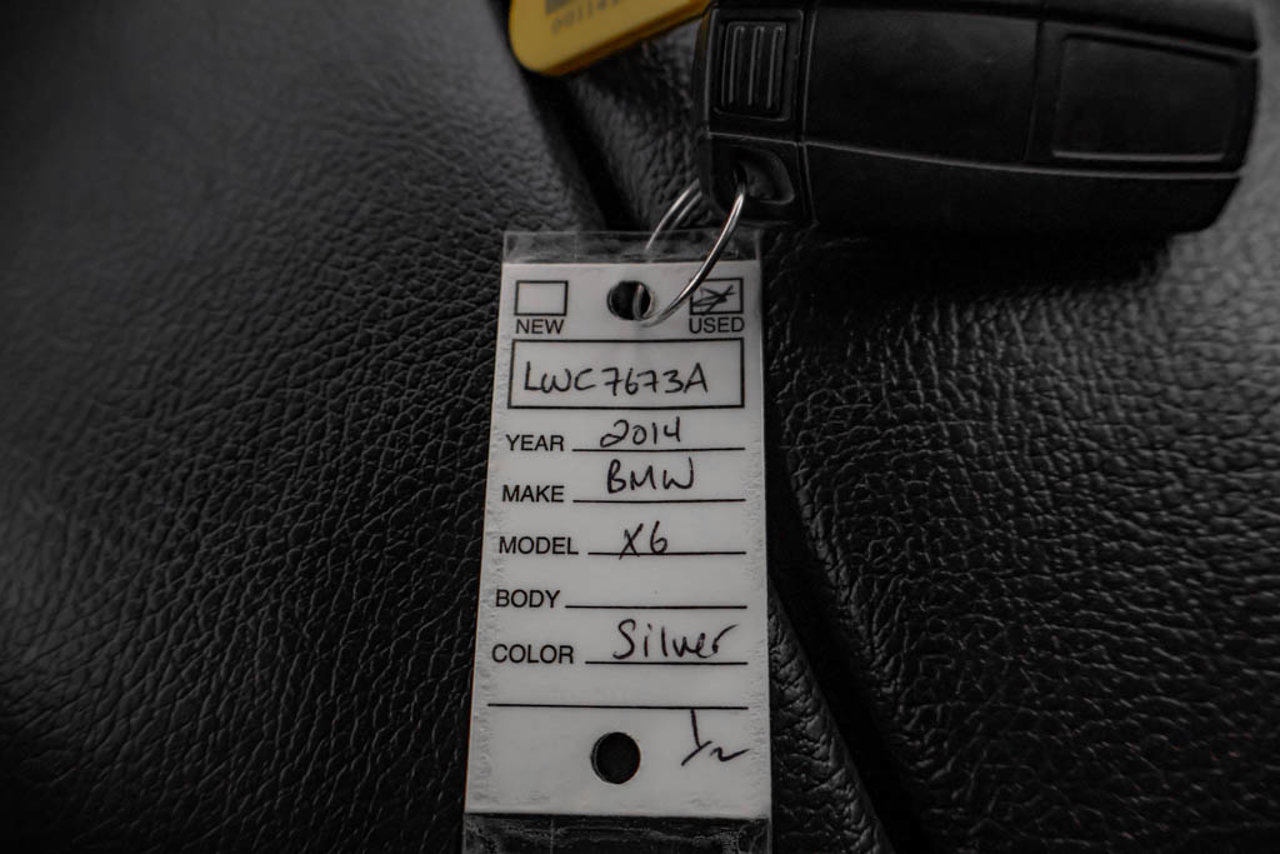 NEW USED
LWC7673A
YEAR 2014
MAKE BMW
MODEL X6
BODY
COLOR Silver
1/2